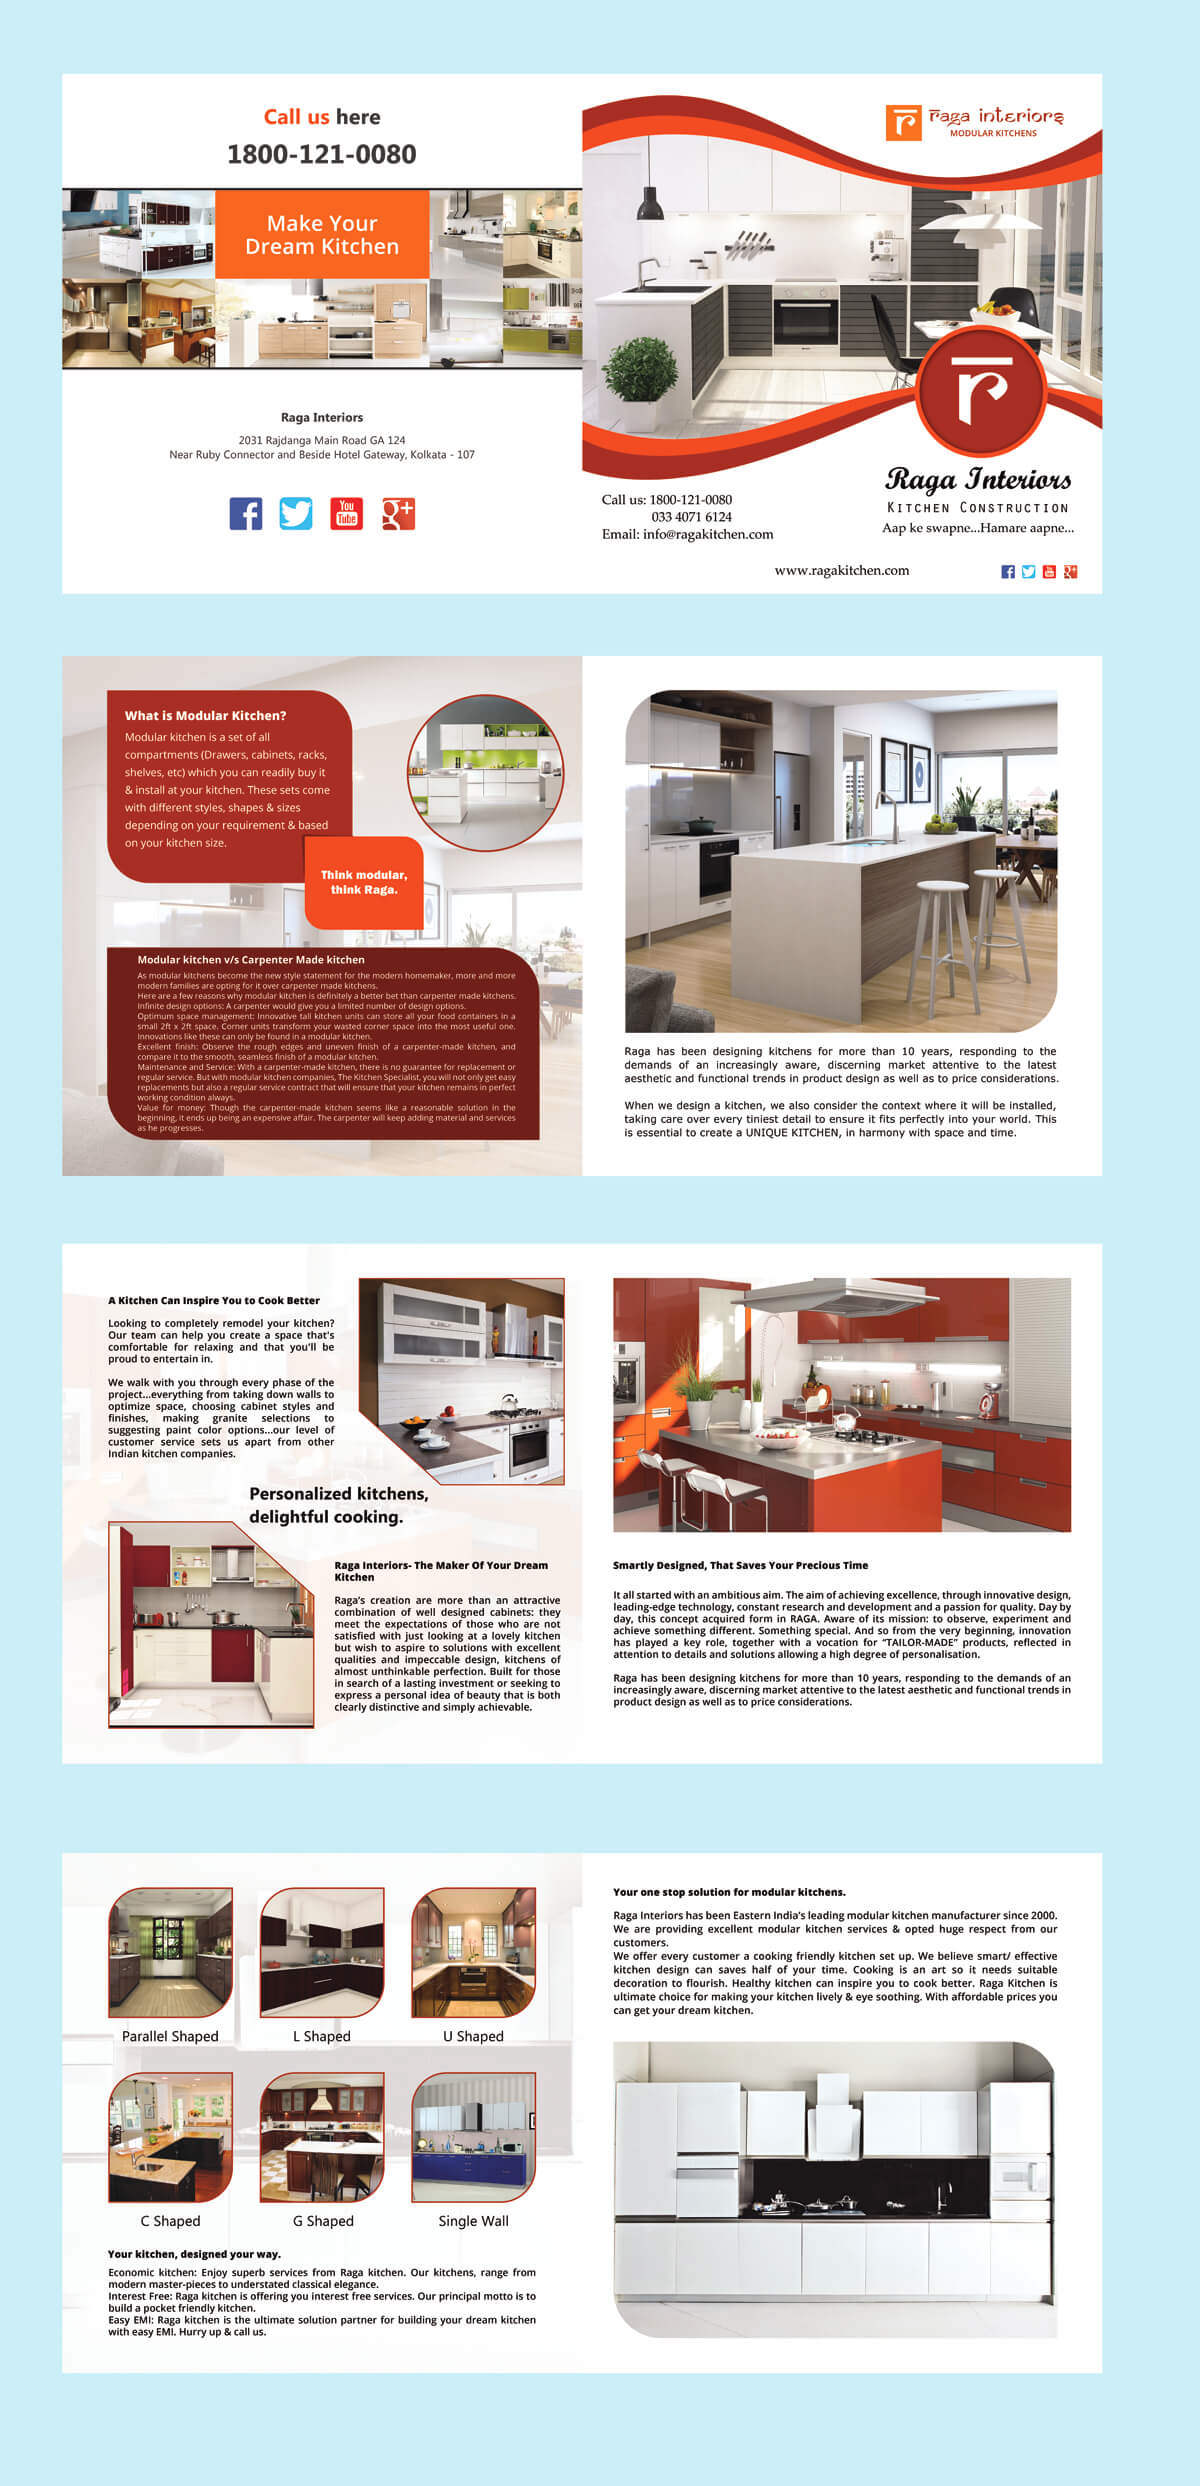 Call us here
1800-121-0080
Make Your
Dream Kitchen
Raga Interiors
2031 Rajdanga Main Road GA 124
Near Ruby Connector and Beside Hotel Gateway, Kolkata - 107
You
Tube
g+
r
raga interiors
MODULAR KITCHENS
r
Raga Interiors
KITCHEN CONSTRUCTION
Aap ke swapne...Hamare aapne...
Call us: 1800-121-0080
033 4071 6124
Email: info@ragakitchen.com
www.ragakitchen.com
What is Modular Kitchen?
Modular kitchen is a set of all
compartments (Drawers, cabinets, racks,
shelves, etc) which you can readily buy it
& install at your kitchen. These sets come
with different styles, shapes & sizes
depending on your requirement & based
on your kitchen size.
Think modular,
think Raga.
Modular kitchen v/s Carpenter Made kitchen
As modular kitchens become the new style statement for the modern homemaker, more and more
modern families are opting for it over carpenter made kitchens.
Here are a few reasons why modular kitchen is definitely a better bet than carpenter made kitchens.
Infinite design options: A carpenter would give you a limited number of design options.
Optimum space management: Innovative tall kitchen units can store all your food containers in a
small 2ft x 2ft space. Corner units transform your wasted corner space into the most useful one.
Innovations like these can only be found in a modular kitchen.
Excellent finish: Observe the rough edges and uneven finish of a carpenter-made kitchen, and
compare it to the smooth, seamless finish of a modular kitchen.
Maintenance and Service: With a carpenter-made kitchen, there is no guarantee for replacement or
regular service. But with modular kitchen companies, The Kitchen Specialist, you will not only get easy
replacements but also a regular service contract that will ensure that your kitchen remains in perfect
working condition always.
Value for money: Though the carpenter-made kitchen seems like a reasonable solution in the
beginning, it ends up being an expensive affair. The carpenter will keep adding material and services
as he progresses.
Raga has been designing kitchens for more than 10 years, responding to the
demands of an increasingly aware, discerning market attentive to the latest
aesthetic and functional trends in product design as well as to price considerations.
When we design a kitchen, we also consider the context where it will be installed,
taking care over every tiniest detail to ensure it fits perfectly into your world. This
is essential to create a UNIQUE KITCHEN, in harmony with space and time.
A Kitchen Can Inspire You to Cook Better
Looking to completely remodel your kitchen?
Our team can help you create a space that's
comfortable for relaxing and that you'll be
proud to entertain in.
We walk with you through every phase of the
project...everything from taking down walls to
optimize space, choosing cabinet styles and
finishes, making granite selections to
suggesting paint color options...our level of
customer service sets us apart from other
Indian kitchen companies.
Personalized kitchens,
delightful cooking.
Raga Interiors- The Maker Of Your Dream
Kitchen
Raga's creation are more than an attractive
combination of well designed cabinets: they
meet the expectations of those who are not
satisfied with just looking at a lovely kitchen
but wish to aspire to solutions with excellent
qualities and impeccable design, kitchens of
almost unthinkable perfection. Built for those
in search of a lasting investment or seeking to
express a personal idea of beauty that is both
clearly distinctive and simply achievable.
Smartly Designed, That Saves Your Precious Time
It all started with an ambitious aim. The aim of achieving excellence, through innovative design,
leading-edge technology, constant research and development and a passion for quality. Day by
day, this concept acquired form in RAGA. Aware of its mission: to observe, experiment and
achieve something different. Something special. And so from the very beginning, innovation
has played a key role, together with a vocation for “TAILOR-MADE” products, reflected in
attention to details and solutions allowing a high degree of personalisation.
Raga has been designing kitchens for more than 10 years, responding to the demands of an
increasingly aware, discerning market attentive to the latest aesthetic and functional trends in
product design as well as to price considerations.
Parallel Shaped
L Shaped
U Shaped
C Shaped
G Shaped
Single Wall
Your kitchen, designed your way.
Economic kitchen: Enjoy superb services from Raga kitchen. Our kitchens, range from
modern master-pieces to understated classical elegance.
Interest Free: Raga kitchen is offering you interest free services. Our principal motto is to
build a pocket friendly kitchen.
Easy EMI: Raga kitchen is the ultimate solution partner for building your dream kitchen
with easy EMI. Hurry up & call us.
Your one stop solution for modular kitchens.
Raga Interiors has been Eastern India's leading modular kitchen manufacturer since 2000.
We are providing excellent modular kitchen services & opted huge respect from our
customers.
We offer every customer a cooking friendly kitchen set up. We believe smart/ effective
kitchen design can saves half of your time. Cooking is an art so it needs suitable
decoration to flourish. Healthy kitchen can inspire you to cook better. Raga Kitchen is
ultimate choice for making your kitchen lively & eye soothing. With affordable prices you
can get your dream kitchen.